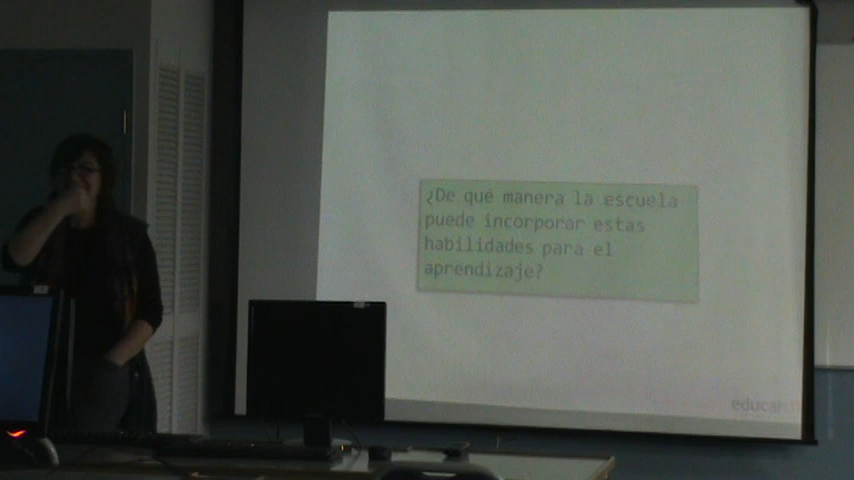 ¿De qué manera la escuela
puede incorporar estas
habilidades para el
aprendizaje?
educar